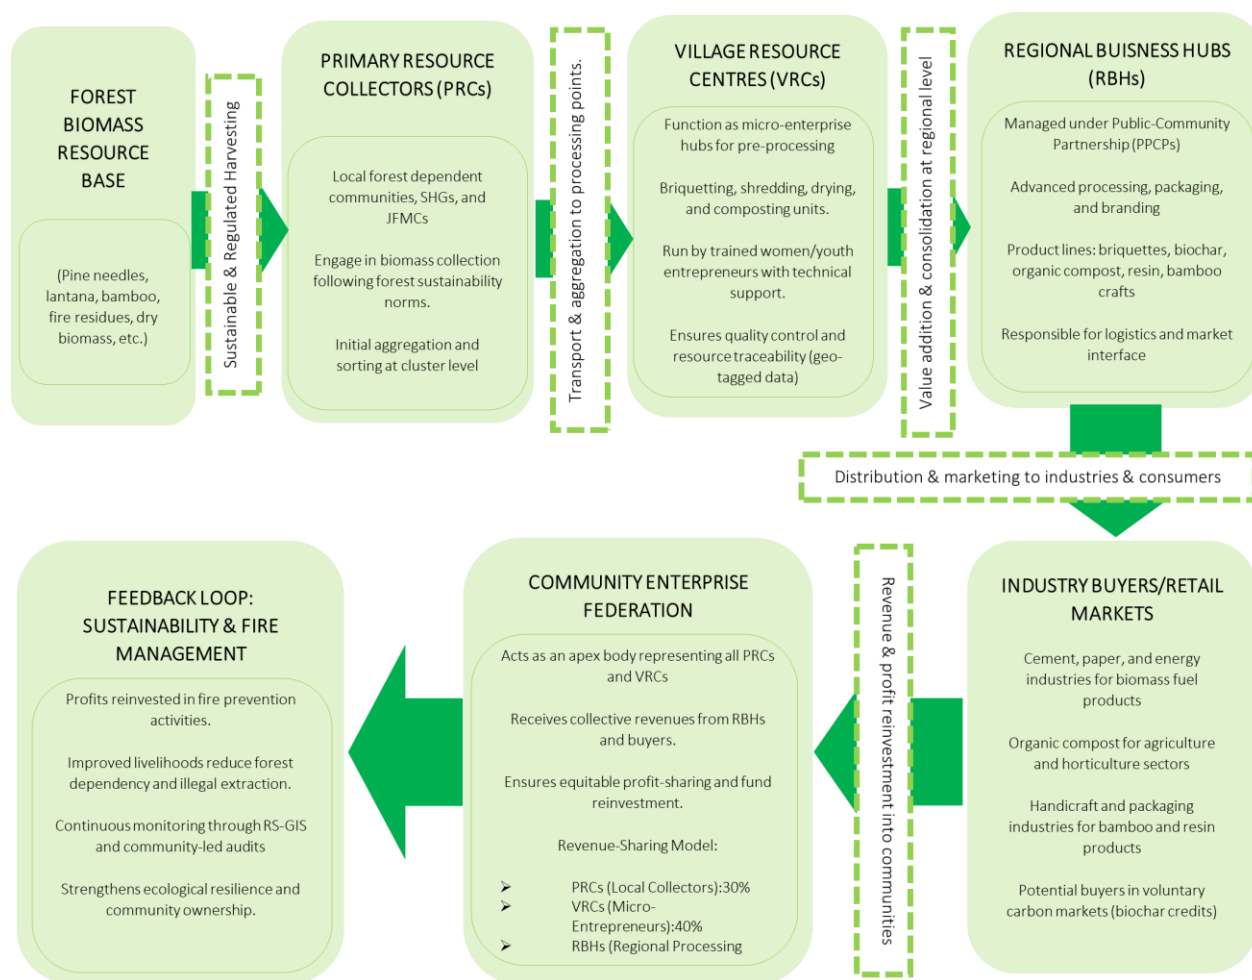 FOREST
BIOMASS
RESOURCE
BASE
(Pine needles,
lantana, bamboo,
fire residues, dry
biomass, etc.)
Sustainable & Regulated Harvesting
PRIMARY RESOURCE
COLLECTORS (PRCs)
Local forest dependent
communities, SHGs, and
JFMCs
Engage in biomass collection
following forest sustainability
norms.
Initial aggregation and
sorting at cluster level
Transport & aggregation to processing points.
VILLAGE RESOURCE
CENTRES (VRCs)
Function as micro-enterprise
hubs for pre-processing
Briquetting, shredding, drying,
and composting units.
Run by trained women/youth
entrepreneurs with technical
support.
Ensures quality control and
resource traceability (geo-
tagged data)
Value addition & consolidation at regional level
REGIONAL BUISNESS HUBS
(RBHs)
Managed under Public-Community
Partnership (PPCPs)
Advanced processing, packaging,
and branding
Product lines: briquettes, biochar,
organic compost, resin, bamboo
crafts
Responsible for logistics and market
interface
Distribution & marketing to industries & consumers
INDUSTRY BUYERS/RETAIL
MARKETS
Cement, paper, and energy
industries for biomass fuel
products
Organic compost for agriculture
and horticulture sectors
Handicraft and packaging
industries for bamboo and resin
products
Potential buyers in voluntary
carbon markets (biochar credits)
Revenue & profit reinvestment into communities
COMMUNITY ENTERPRISE
FEDERATION
Acts as an apex body representing all PRCs
and VRCs
Receives collective revenues from RBHs
and buyers.
Ensures equitable profit-sharing and fund
reinvestment.
Revenue-Sharing Model:
➢ PRCs (Local Collectors):30%
➢ VRCs (Micro-
Entrepreneurs):40%
➢ RBHs (Regional Processing
FEEDBACK LOOP:
SUSTAINABILITY & FIRE
MANAGEMENT
Profits reinvested in fire prevention
activities.
Improved livelihoods reduce forest
dependency and illegal extraction.
Continuous monitoring through RS-GIS
and community-led audits
Strengthens ecological resilience and
community ownership.